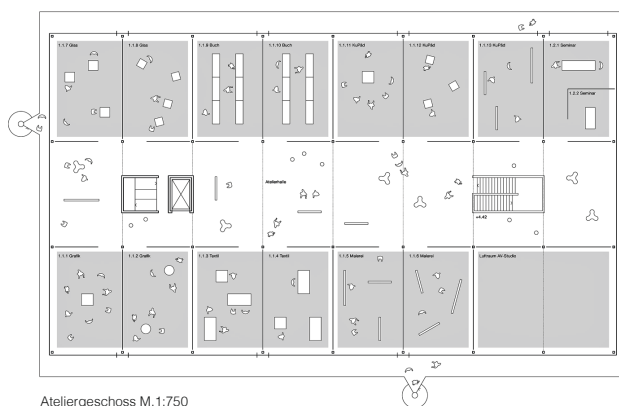 1.1.7 Glas
1.1.8 Glas
1.1.9 Buch
1.1.10 Buch
1.1.11 KuPäd
1.1.12 KuPäd
1.1.13 KuPäd
1.2.1 Seminar
1.2.2 Seminar
Atelierhalle
+4.42
1.1.1 Grafik
1.1.2 Grafik
1.1.3 Textil
1.1.4 Textil
1.1.5 Malerei
1.1.6 Malerei
Luftraum AV-Studio
Ateliergeschoss M.1:750